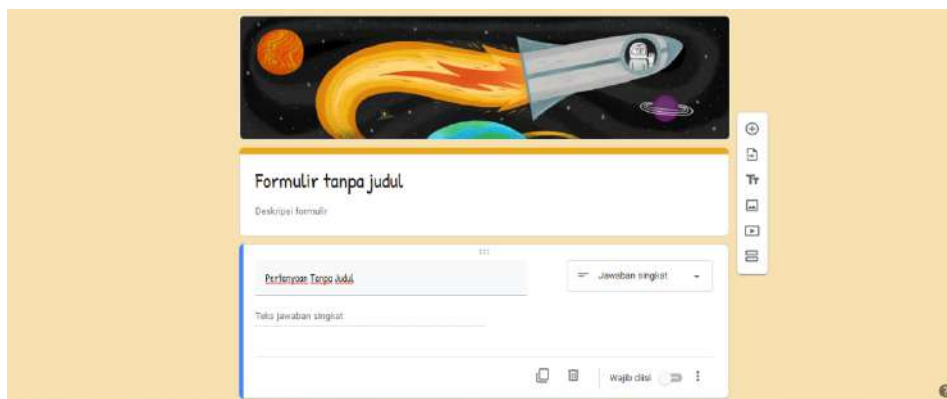 Formulir tanpa judul
Deskripsi formulir
Pertanyaan Tanpa Judul
Jawaban singkat
Teks jawaban singkat
Wajib diisi